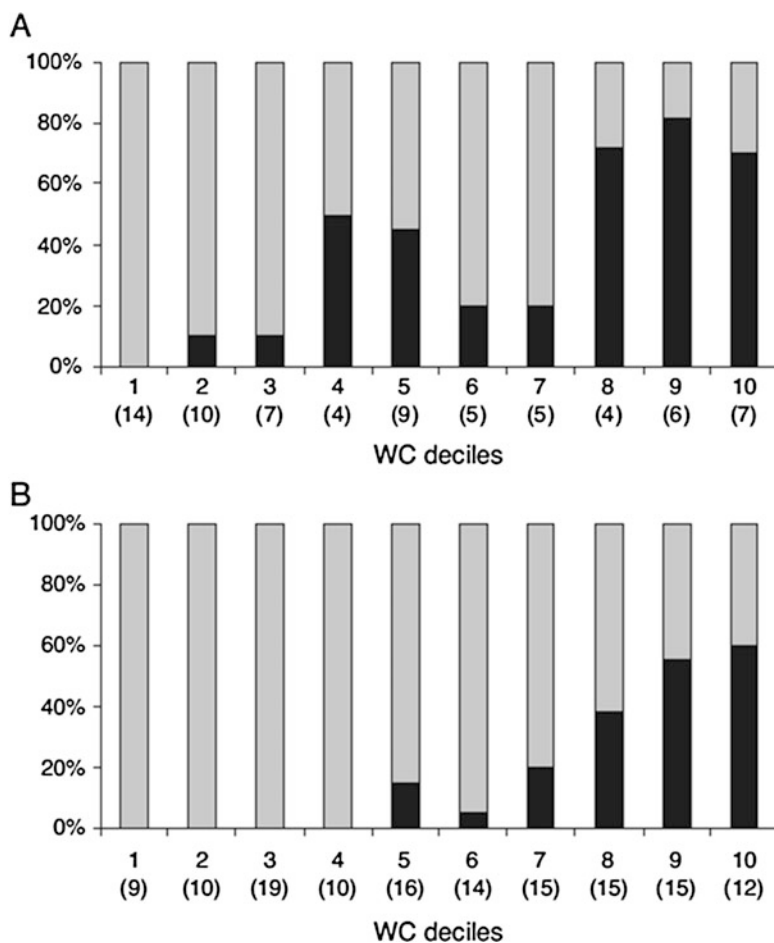 A
100%
80%
60%
40%
20%
0%
1 2 3 4 5 6 7 8 9 10
(14) (10) (7) (4) (9) (5) (5) (4) (6) (7)
WC deciles
B
100%
80%
60%
40%
20%
0%
1 2 3 4 5 6 7 8 9 10
(9) (10) (19) (10) (16) (14) (15) (15) (15) (12)
WC deciles